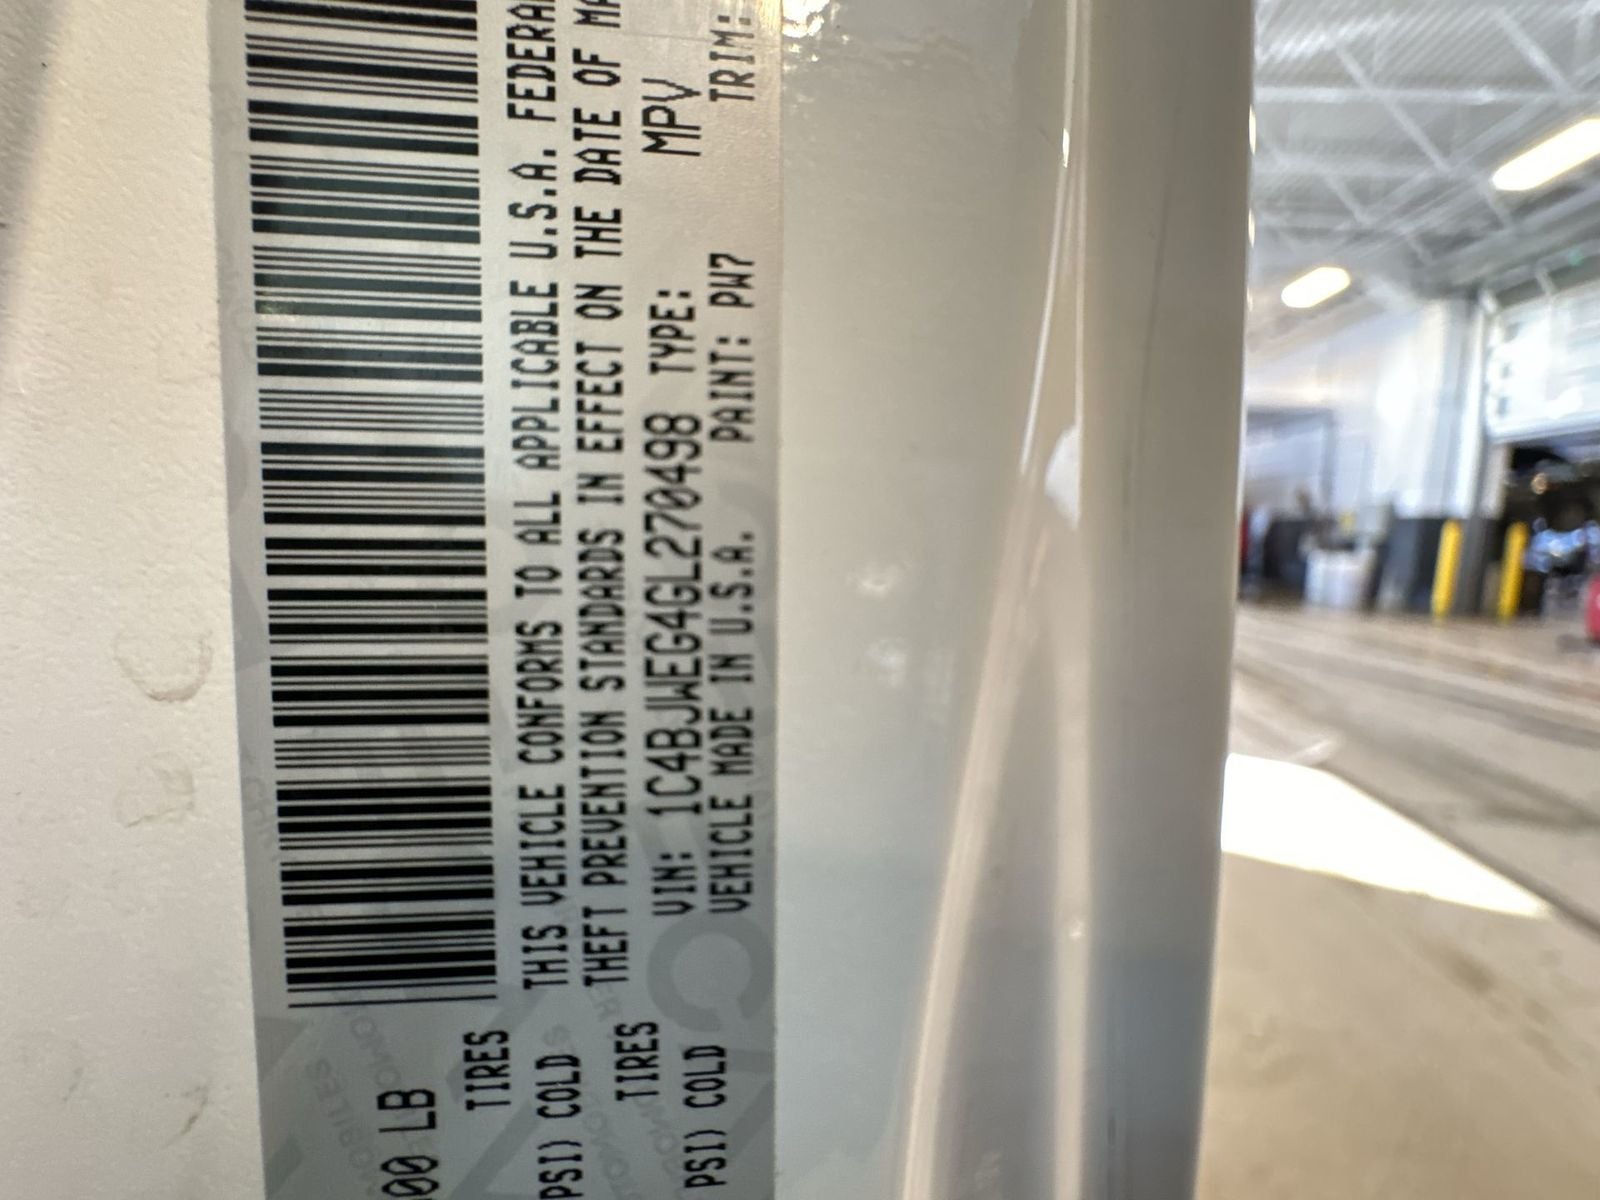 THIS VEHICLE CONFORMS TO ALL APPLICABLE U.S.A. FEDERA
THEFT PREVENTION STANDARDS IN EFFECT ON THE DATE OF MA
VIN: 1C4BJWEG4GL270498 TYPE: MPV
VEHICLE MADE IN U.S.A. PAINT: PW7 TRIM:
00 LB
TIRES
PSI) COLD
TIRES
PSI) COLD